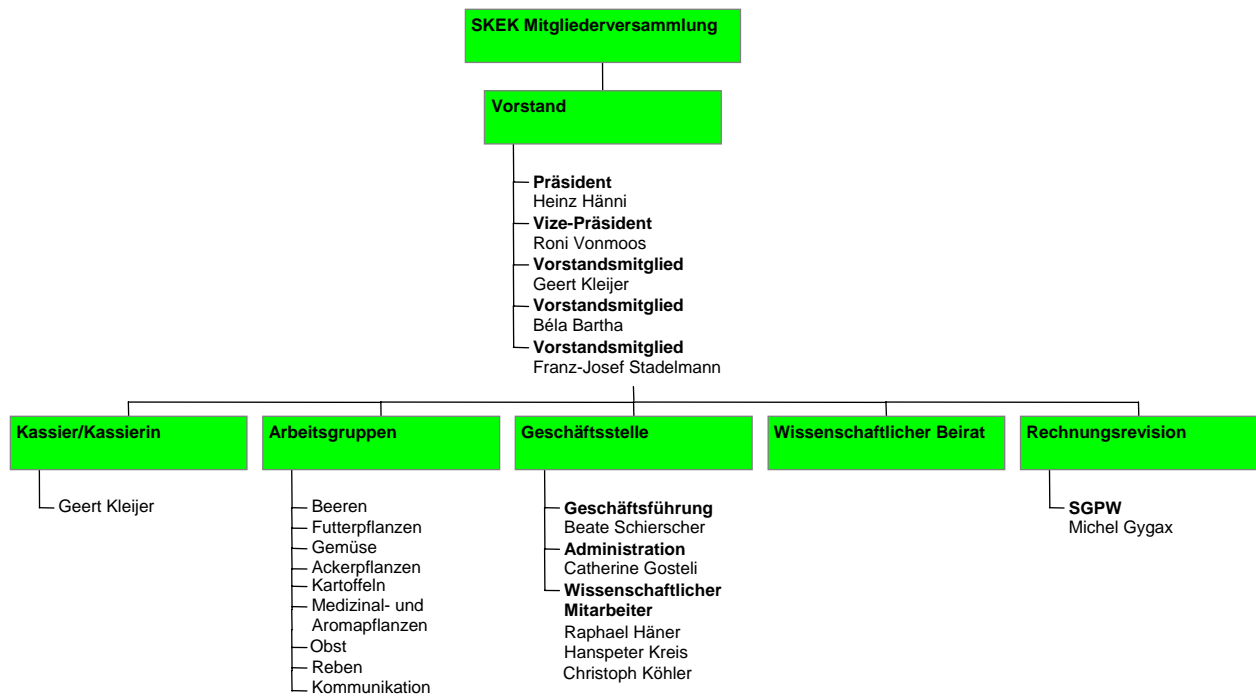 SKEK Mitgliederversammlung
Vorstand
Präsident
Heinz Hänni
Vize-Präsident
Roni Vonmoos
Vorstandsmitglied
Geert Kleijer
Vorstandsmitglied
Béla Bartha
Vorstandsmitglied
Franz-Josef Stadelmann
Kassier/Kassierin
Geert Kleijer
Arbeitsgruppen
Beeren
Futterpflanzen
Gemüse
Ackerpflanzen
Kartoffeln
Medizinal- und
Aromapflanzen
Obst
Reben
Kommunikation
Geschäftsstelle
Geschäftsführung
Beate Schierscher
Administration
Catherine Gosteli
Wissenschaftlicher
Mitarbeiter
Raphael Häner
Hanspeter Kreis
Christoph Köhler
Wissenschaftlicher Beirat
Rechnungsrevision
SGPW
Michel Gygax